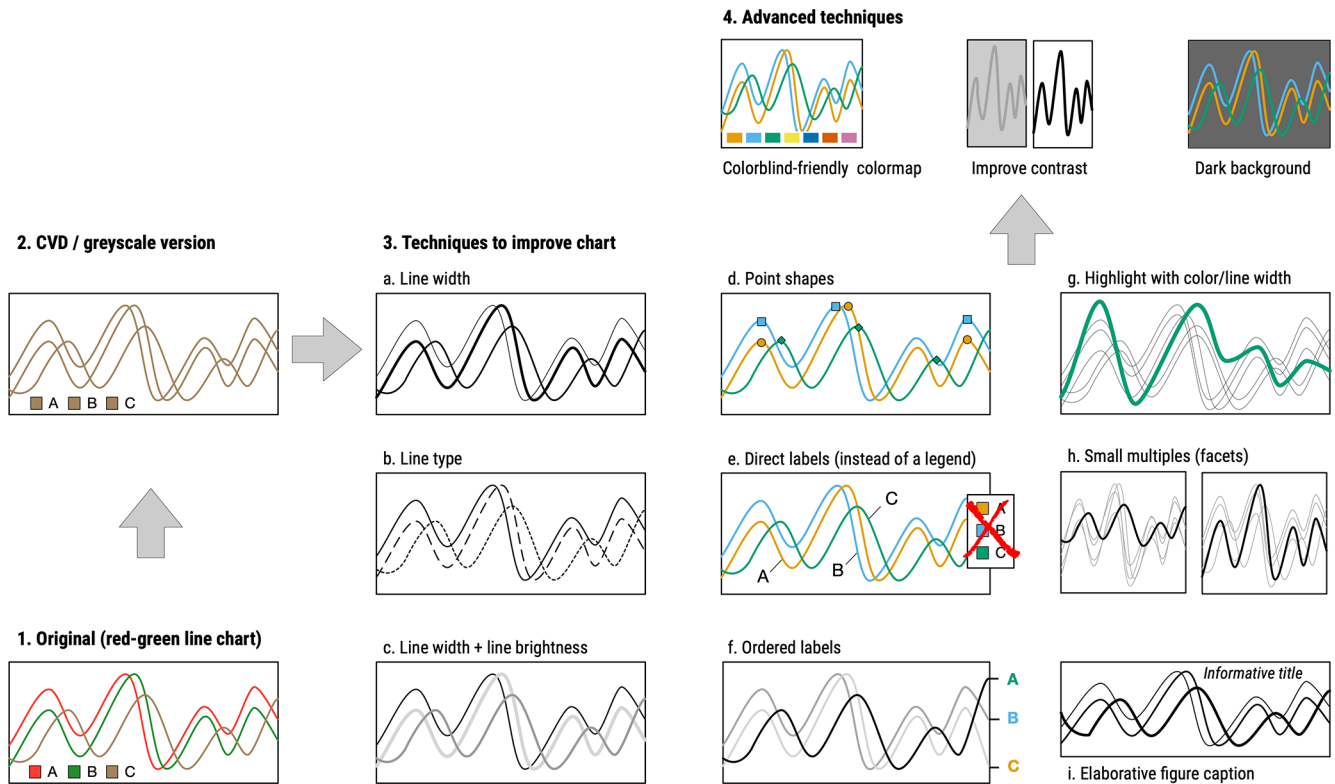 4. Advanced techniques
Colorblind-friendly colormap
Improve contrast
Dark background
2. CVD / greyscale version
A B C
3. Techniques to improve chart
a. Line width
b. Line type
c. Line width + line brightness
d. Point shapes
e. Direct labels (instead of a legend)
C
A
B
A
B
C
f. Ordered labels
A
B
C
g. Highlight with color/line width
h. Small multiples (facets)
Informative title
i. Elaborative figure caption
1. Original (red-green line chart)
A B C